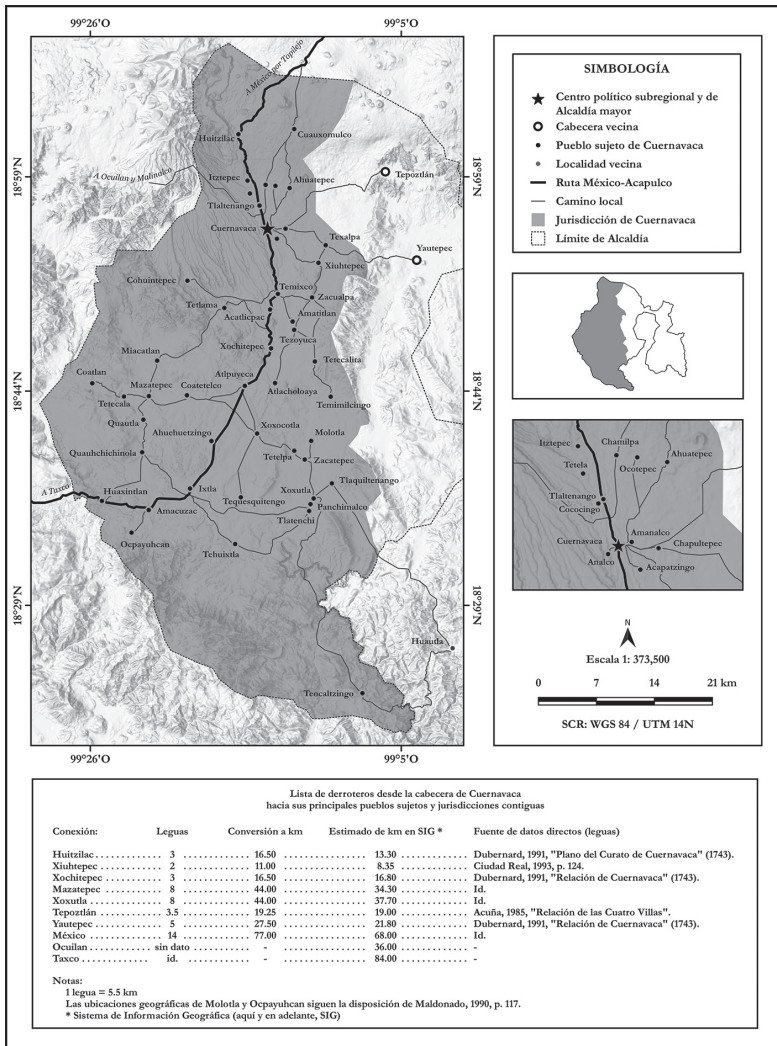 99°26'O
99°5'O
18°59'N
18°44'N
18°29'N
A México por Topilejo
Huitzilac
Cuauxomulco
A Ocuilan y Malinalco
Itztepec
Ahuatepec
Tepoztlán
Tlaltenango
Cuernavaca
Texalpa
Yautepec
Xiuhtepec
Cohuintepec
Temixco
Zacualpa
Tetlama
Acatlicpac
Amatitlan
Tezoyuca
Xochitepec
Miacatlan
Tetecalita
Coatlan
Mazatepec
Coatetelco
Atlpuyeca
Atlacholoaya
Tetecala
Temimilcingo
Quautla
Ahuehuetzingo
Xoxocotla
Molotla
Quauhchichinola
Tetelpa
Zacatepec
A Taxco
Huaxintlan
Ixtla
Tlaquiltenango
Tequesquitengo
Xoxutla
Panchimalco
Amacuzac
Tlatenchi
Ocpayuhcan
Tehuixtla
Huautla
Teocaltzingo
18°59'N
18°44'N
18°29'N
99°26'O
99°5'O
SIMBOLOGÍA
Centro político subregional y de
Alcaldía mayor
Cabecera vecina
Pueblo sujeto de Cuernavaca
Localidad vecina
Ruta México-Acapulco
Camino local
Jurisdicción de Cuernavaca
Límite de Alcaldía
Itztepec
Chamilpa
Ahuatepec
Tetela
Ocotepec
Tlaltenango
Cococingo
Cuernavaca
Amanalco
Chapultepec
Analco
Acapatzingo
N
Escala 1: 373,500
0 7 14 21 km
SCR: WGS 84 / UTM 14N
Lista de derroteros desde la cabecera de Cuernavaca
hacia sus principales pueblos sujetos y jurisdicciones contiguas
Conexión: Leguas Conversión a km Estimado de km en SIG * Fuente de datos directos (leguas)
Huitzilac . . . . . . . . . . . 3 . . . . . . . . . . . 16.50 . . . . . . . . . . . 13.30 . . . . . . . . . . . Dubernard, 1991, "Plano del Curato de Cuernavaca" (1743).
Xiuhtepec . . . . . . . . . . . 2 . . . . . . . . . . . 11.00 . . . . . . . . . . . 8.35 . . . . . . . . . . . Ciudad Real, 1993, p. 124.
Xochitepec . . . . . . . . . . . 3 . . . . . . . . . . . 16.50 . . . . . . . . . . . 16.80 . . . . . . . . . . . Dubernard, 1991, "Relación de Cuernavaca" (1743).
Mazatepec . . . . . . . . . . . 8 . . . . . . . . . . . 44.00 . . . . . . . . . . . 34.30 . . . . . . . . . . . Id.
Xoxutla . . . . . . . . . . . 8 . . . . . . . . . . . 44.00 . . . . . . . . . . . 37.70 . . . . . . . . . . . Id.
Tepoztlán . . . . . . . . . . . 3.5 . . . . . . . . . . . 19.25 . . . . . . . . . . . 19.00 . . . . . . . . . . . Acuña, 1985, "Relación de las Cuatro Villas".
Yautepec . . . . . . . . . . . 5 . . . . . . . . . . . 27.50 . . . . . . . . . . . 21.80 . . . . . . . . . . . Dubernard, 1991, "Relación de Cuernavaca" (1743).
México . . . . . . . . . . . 14 . . . . . . . . . . . 77.00 . . . . . . . . . . . 68.00 . . . . . . . . . . . Id.
Ocuilan . . . . . . . . . . . sin dato . . . . . . . . . . . - . . . . . . . . . . . 36.00 . . . . . . . . . . . -
Taxco . . . . . . . . . . . id. . . . . . . . . . . . - . . . . . . . . . . . 84.00 . . . . . . . . . . . -
Notas:
1 legua = 5.5 km
Las ubicaciones geográficas de Molotla y Ocpayuhcan siguen la disposición de Maldonado, 1990, p. 117.
* Sistema de Información Geográfica (aquí y en adelante, SIG)